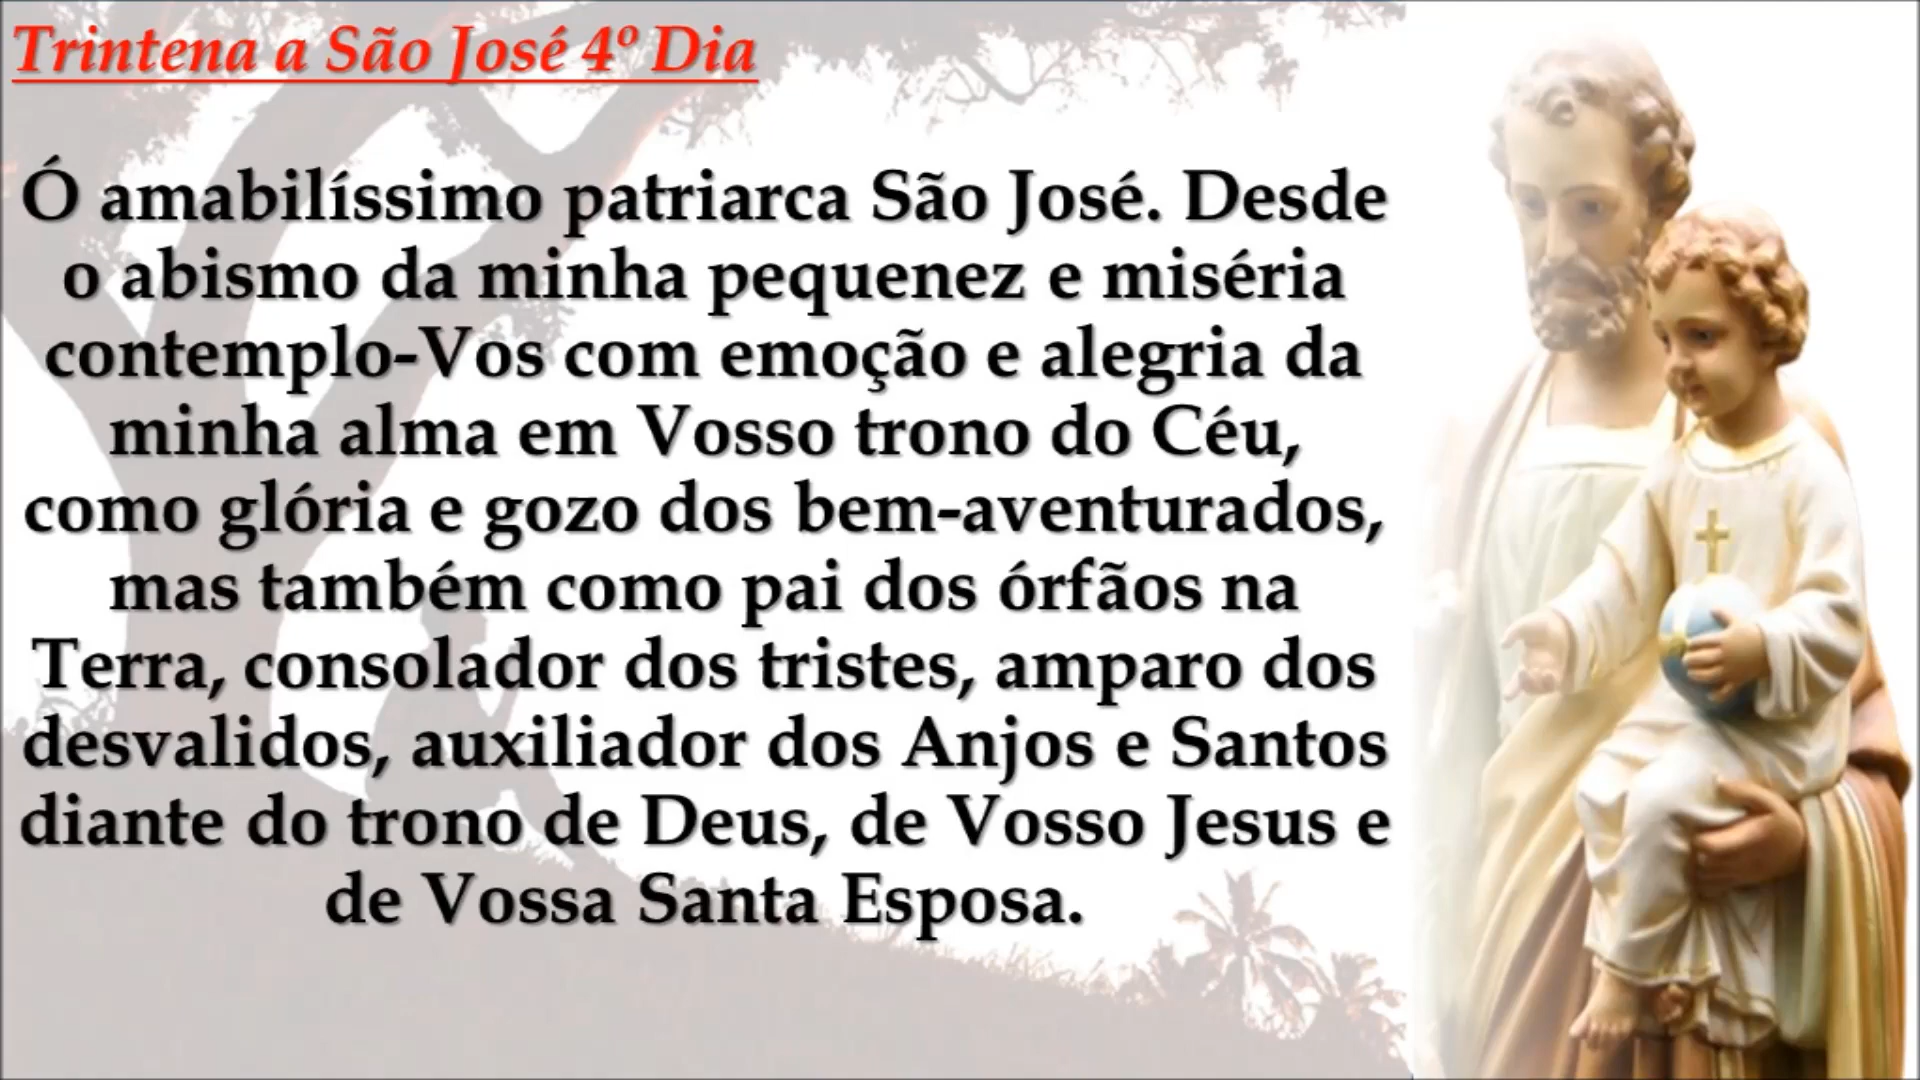 Trintena a São José 4º Dia
Ó amabilíssimo patriarca São José. Desde
o abismo da minha pequenez e miséria
contemplo-Vos com emoção e alegria da
minha alma em Vosso trono do Céu,
como glória e gozo dos bem-aventurados,
mas também como pai dos órfãos na
Terra, consolador dos tristes, amparo dos
desvalidos, auxiliador dos Anjos e Santos
diante do trono de Deus, de Vosso Jesus e
de Vossa Santa Esposa.